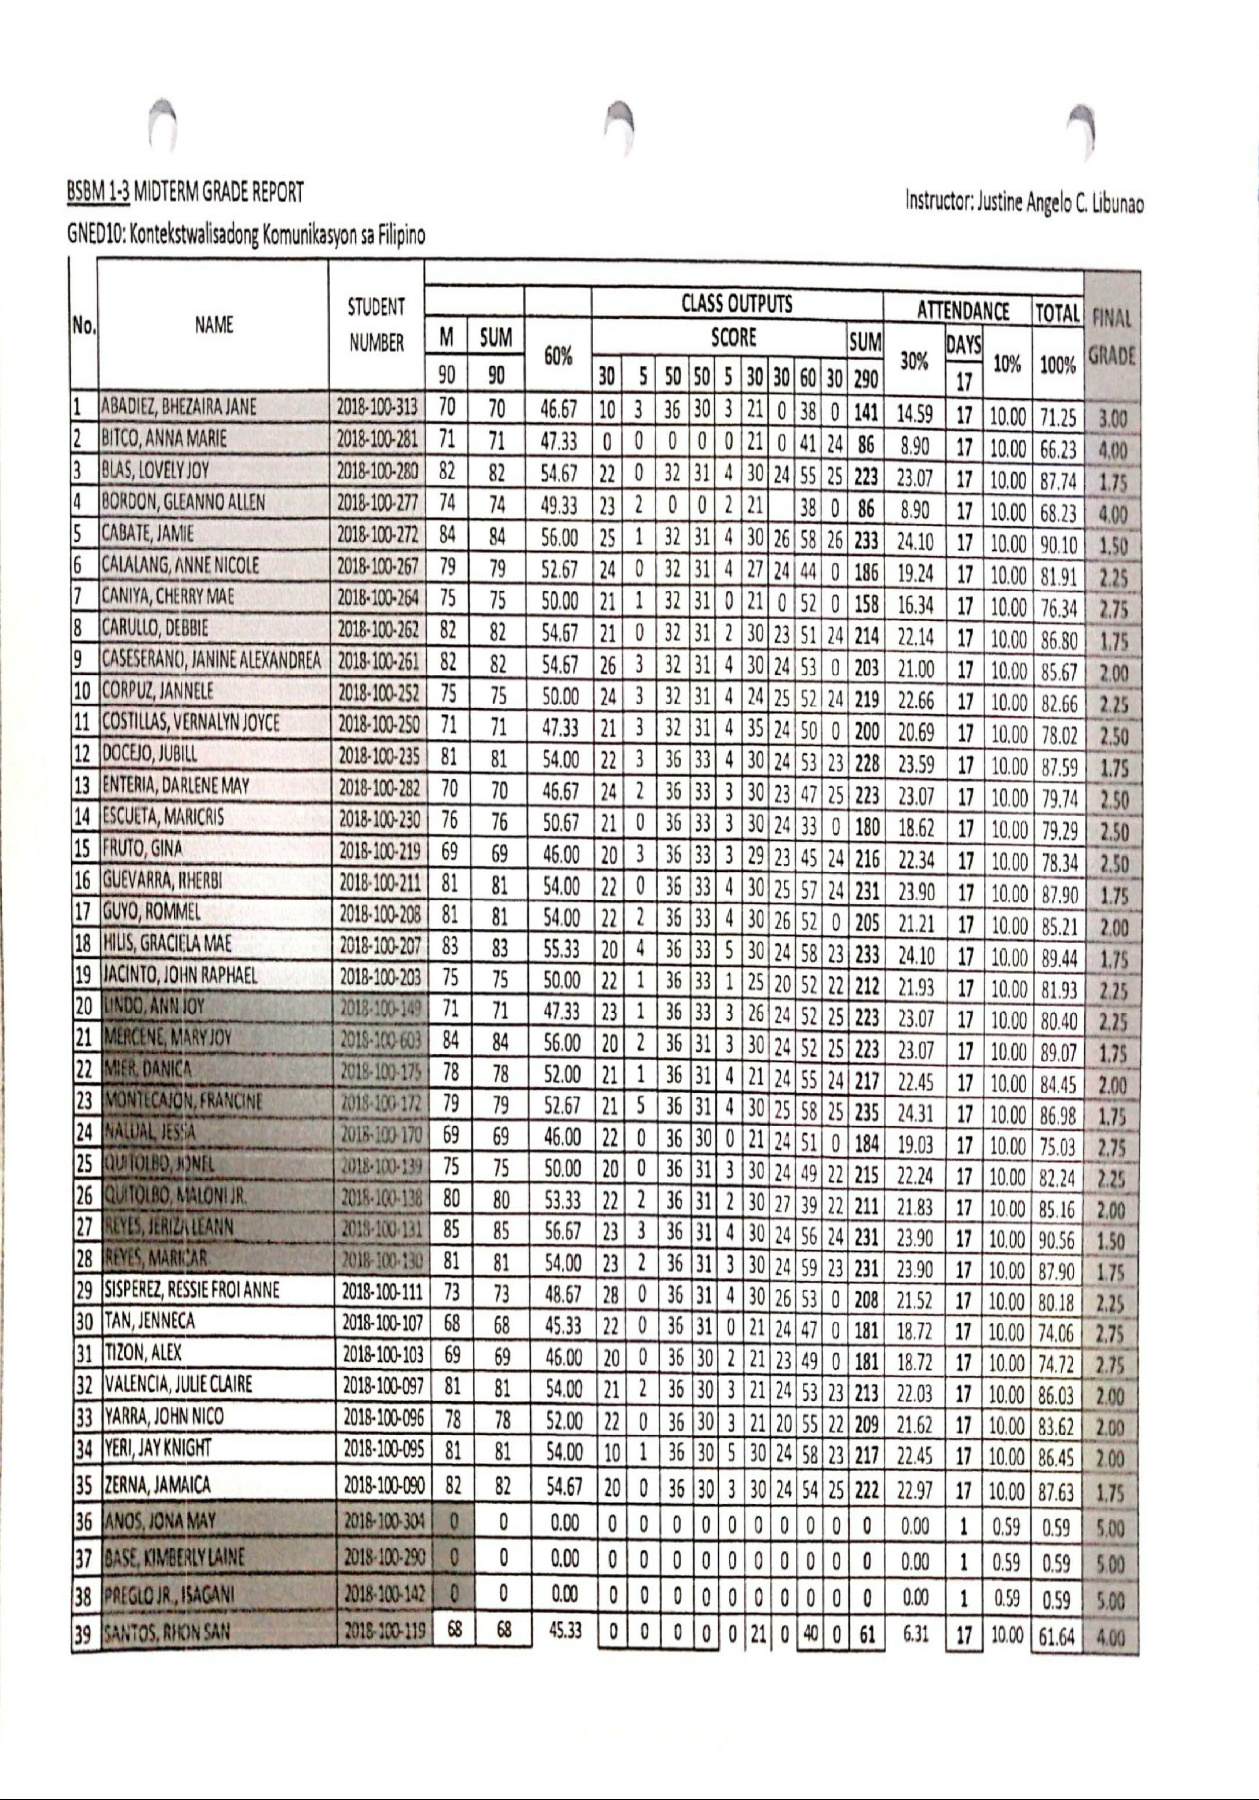 BSBM 1-3 MIDTERM GRADE REPORT
Instructor: Justine Angelo C. Libunao
GNED10: Kontekstwalisadong Komunikasyon sa Filipino
No. NAME STUDENT NUMBER CLASS OUTPUTS ATTENDANCE TOTAL FINAL GRADE
M SUM 60% SCORE SUM 30% DAYS 10% 100%
90 90 30 5 50 50 5 30 30 60 30 290 17
1 ABADIEZ, BHEZAIRA JANE 2018-100-313 70 70 46.67 10 3 36 30 3 21 0 38 0 141 14.59 17 10.00 71.25 3.00
2 BITCO, ANNA MARIE 2018-100-281 71 71 47.33 0 0 0 0 0 21 0 41 24 86 8.90 17 10.00 66.23 4.00
3 BLAS, LOVELY JOY 2018-100-280 82 82 54.67 22 0 32 31 4 30 24 55 25 223 23.07 17 10.00 87.74 1.75
4 BORDON, GLEANNO ALLEN 2018-100-277 74 74 49.33 23 2 0 0 2 21 38 0 86 8.90 17 10.00 68.23 4.00
5 CABATE, JAMIE 2018-100-272 84 84 56.00 25 1 32 31 4 30 26 58 26 233 24.10 17 10.00 90.10 1.50
6 CALALANG, ANNE NICOLE 2018-100-267 79 79 52.67 24 0 32 31 4 27 24 44 0 186 19.24 17 10.00 81.91 2.25
7 CANIYA, CHERRY MAE 2018-100-264 75 75 50.00 21 1 32 31 0 21 0 52 0 158 16.34 17 10.00 76.34 2.75
8 CARULLO, DEBBIE 2018-100-262 82 82 54.67 21 0 32 31 2 30 23 51 24 214 22.14 17 10.00 86.80 1.75
9 CASESERANO, JANINE ALEXANDREA 2018-100-261 82 82 54.67 26 3 32 31 4 30 24 53 0 203 21.00 17 10.00 85.67 2.00
10 CORPUZ, JANNELE 2018-100-252 75 75 50.00 24 3 32 31 4 24 25 52 24 219 22.66 17 10.00 82.66 2.25
11 COSTILLAS, VERNALYN JOYCE 2018-100-250 71 71 47.33 21 3 32 31 4 35 24 50 0 200 20.69 17 10.00 78.02 2.50
12 DOCEJO, JUBILL 2018-100-235 81 81 54.00 22 3 36 33 4 30 24 53 23 228 23.59 17 10.00 87.59 1.75
13 ENTERIA, DARLENE MAY 2018-100-282 70 70 46.67 24 2 36 33 3 30 23 47 25 223 23.07 17 10.00 79.74 2.50
14 ESCUETA, MARICRIS 2018-100-230 76 76 50.67 21 0 36 33 3 30 24 33 0 180 18.62 17 10.00 79.29 2.50
15 FRUTO, GINA 2018-100-219 69 69 46.00 20 3 36 33 3 29 23 45 24 216 22.34 17 10.00 78.34 2.50
16 GUEVARRA, RHERBI 2018-100-211 81 81 54.00 22 0 36 33 4 30 25 57 24 231 23.90 17 10.00 87.90 1.75
17 GUYO, ROMMEL 2018-100-208 81 81 54.00 22 2 36 33 4 30 26 52 0 205 21.21 17 10.00 85.21 2.00
18 HILIS, GRACIELA MAE 2018-100-207 83 83 55.33 20 4 36 33 5 30 24 58 23 233 24.10 17 10.00 89.44 1.75
19 JACINTO, JOHN RAPHAEL 2018-100-203 75 75 50.00 22 1 36 33 1 25 20 52 22 212 21.93 17 10.00 81.93 2.25
20 LINDO, ANN JOY 2018-100-149 71 71 47.33 23 1 36 33 3 26 24 52 25 223 23.07 17 10.00 80.40 2.25
21 MERCENE, MARY JOY 2018-100-603 84 84 56.00 20 2 36 31 3 30 24 52 25 223 23.07 17 10.00 89.07 1.75
22 MIER, DANICA 2018-100-175 78 78 52.00 21 1 36 31 4 21 24 55 24 217 22.45 17 10.00 84.45 2.00
23 MONTECAJON, FRANCINE 2018-100-172 79 79 52.67 21 5 36 31 4 30 25 58 25 235 24.31 17 10.00 86.98 1.75
24 NALUAL, JESSA 2018-100-170 69 69 46.00 22 0 36 30 0 21 24 51 0 184 19.03 17 10.00 75.03 2.75
25 QUITOLBO, JONEL 2018-100-139 75 75 50.00 20 0 36 31 3 30 24 49 22 215 22.24 17 10.00 82.24 2.25
26 QUITOLBO, MALONI JR. 2018-100-138 80 80 53.33 22 2 36 31 2 30 27 39 22 211 21.83 17 10.00 85.16 2.00
27 REYES, JERIZA LEANN 2018-100-131 85 85 56.67 23 3 36 31 4 30 24 56 24 231 23.90 17 10.00 90.56 1.50
28 REYES, MARICAR 2018-100-130 81 81 54.00 23 2 36 31 3 30 24 59 23 231 23.90 17 10.00 87.90 1.75
29 SISPEREZ, RESSIE FROI ANNE 2018-100-111 73 73 48.67 28 0 36 31 4 30 26 53 0 208 21.52 17 10.00 80.18 2.25
30 TAN, JENNECA 2018-100-107 68 68 45.33 22 0 36 31 0 21 24 47 0 181 18.72 17 10.00 74.06 2.75
31 TIZON, ALEX 2018-100-103 69 69 46.00 20 0 36 30 2 21 23 49 0 181 18.72 17 10.00 74.72 2.75
32 VALENCIA, JULIE CLAIRE 2018-100-097 81 81 54.00 21 2 36 30 3 21 24 53 23 213 22.03 17 10.00 86.03 2.00
33 YARRA, JOHN NICO 2018-100-096 78 78 52.00 22 0 36 30 3 21 20 55 22 209 21.62 17 10.00 83.62 2.00
34 YERI, JAY KNIGHT 2018-100-095 81 81 54.00 10 1 36 30 5 30 24 58 23 217 22.45 17 10.00 86.45 2.00
35 ZERNA, JAMAICA 2018-100-090 82 82 54.67 20 0 36 30 3 30 24 54 25 222 22.97 17 10.00 87.63 1.75
36 ANOS, JONA MAY 2018-100-304 0 0 0.00 0 0 0 0 0 0 0 0 0 0 0.00 1 0.59 0.59 5.00
37 BASE, KIMBERLY LAINE 2018-100-290 0 0 0.00 0 0 0 0 0 0 0 0 0 0 0.00 1 0.59 0.59 5.00
38 PREGLO JR., ISAGANI 2018-100-142 0 0 0.00 0 0 0 0 0 0 0 0 0 0 0.00 1 0.59 0.59 5.00
39 SANTOS, RHON SAN 2018-100-119 68 68 45.33 0 0 0 0 0 21 0 40 0 61 6.31 17 10.00 61.64 4.00